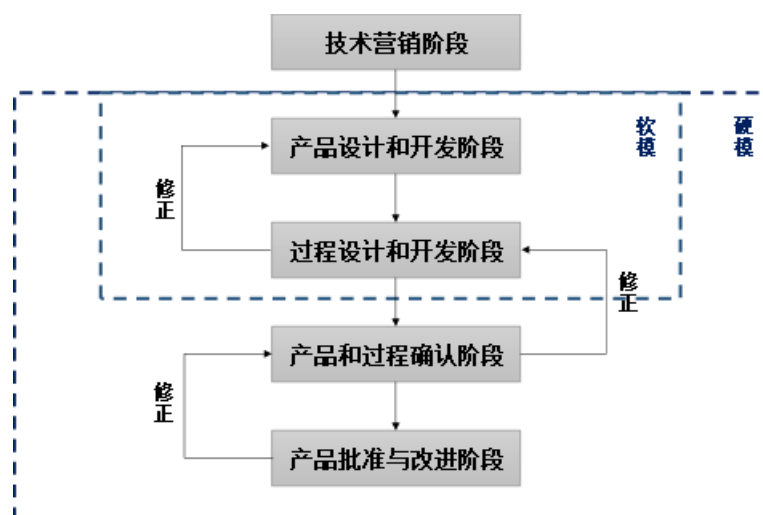 技术营销阶段
软模
硬模
产品设计和开发阶段
修正
过程设计和开发阶段
修正
产品和过程确认阶段
修正
产品批准与改进阶段